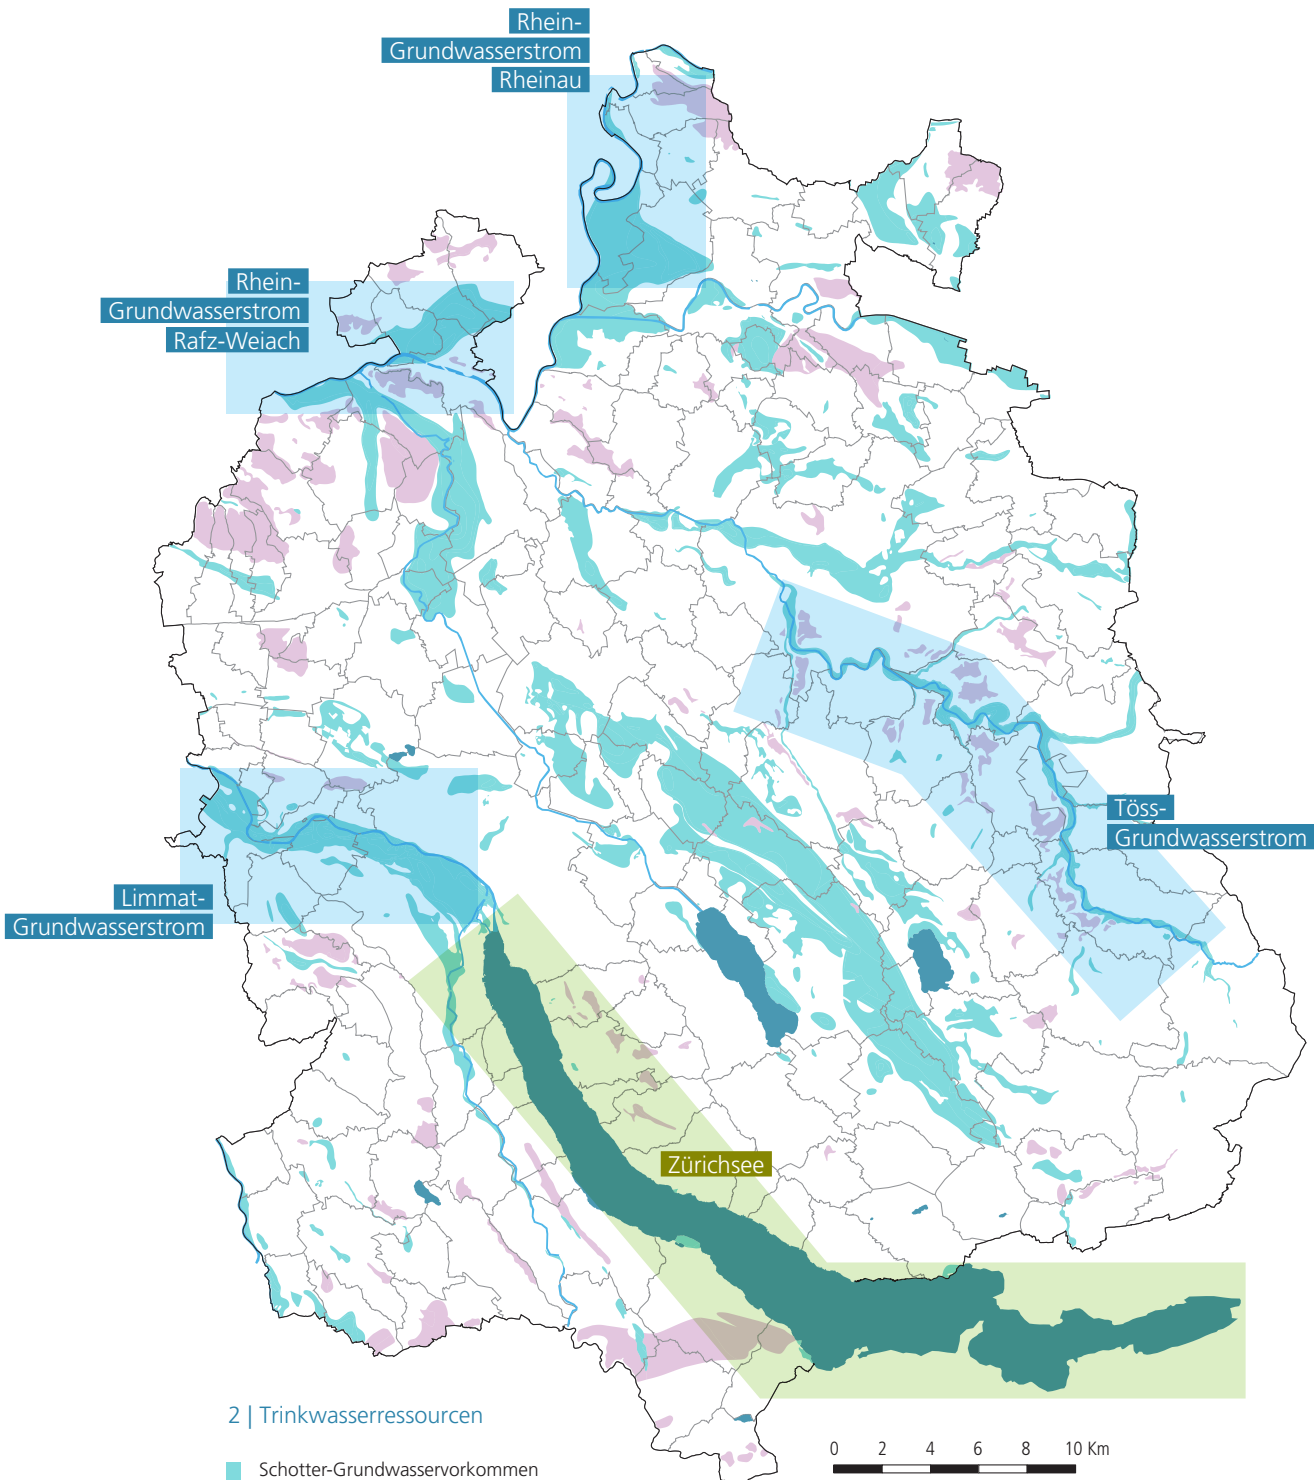 Rhein-
Grundwasserstrom
Rheinau
Rhein-
Grundwasserstrom
Rafz-Weiach
Töss-
Grundwasserstrom
Limmat-
Grundwasserstrom
Zürichsee
2 | Trinkwasserressourcen
Schotter-Grundwasservorkommen
0 2 4 6 8 10 Km